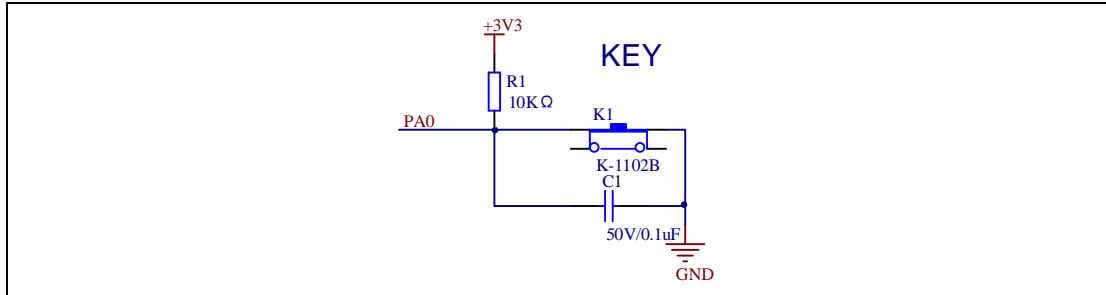 +3V3
KEY
R1
10KΩ
K1
PA0
K-1102B
C1
50V/0.1uF
GND